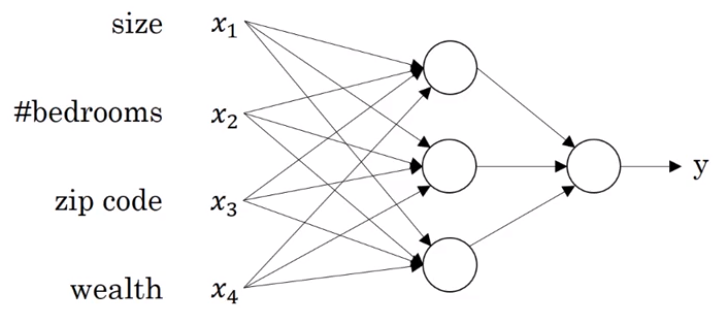 size x₁
#bedrooms x₂
y
zip code x₃
wealth x₄